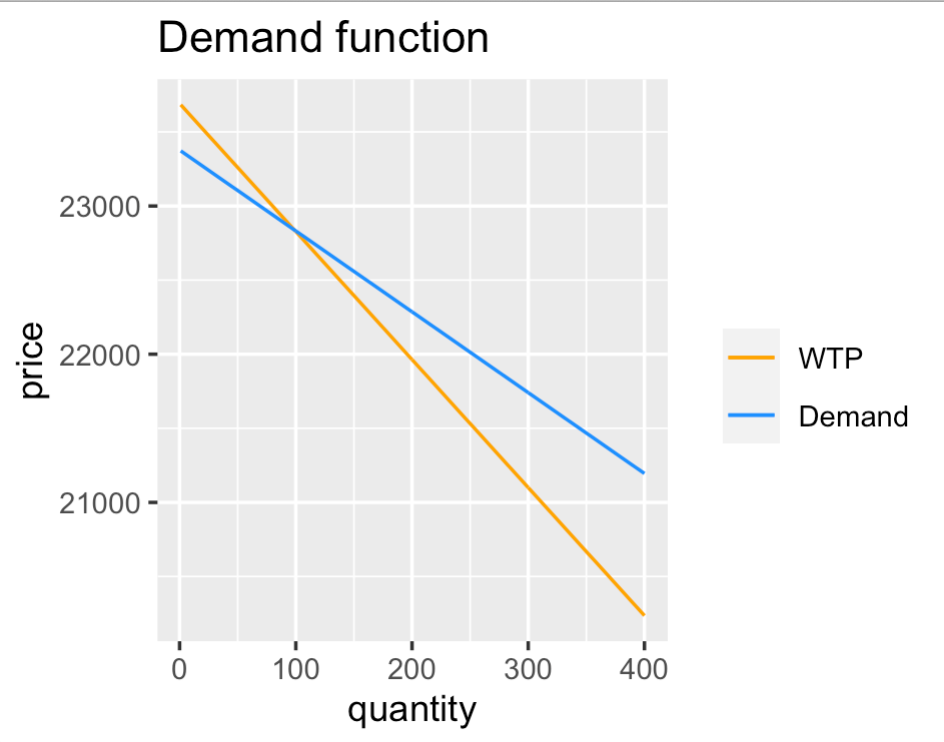 Demand function
price
23000
22000
21000
0 100 200 300 400
quantity
WTP
Demand